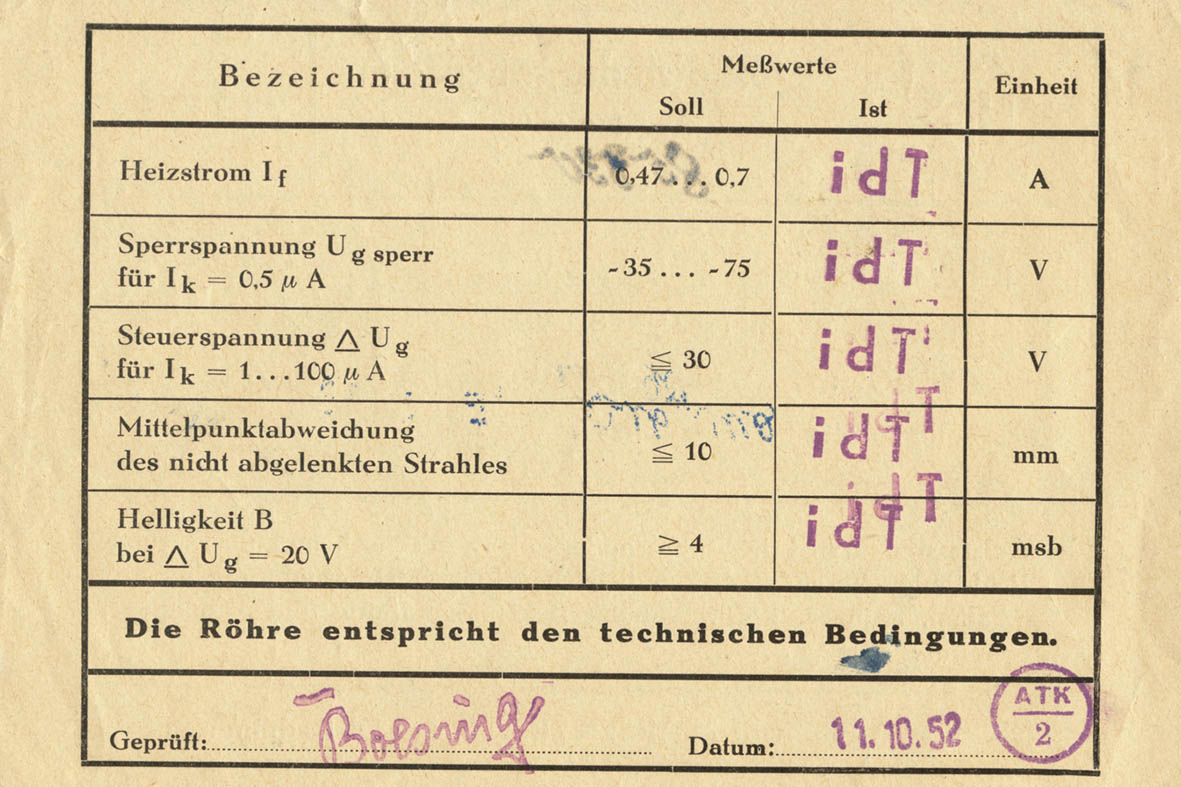 Bezeichnung
Meßwerte
Soll
Ist
Einheit
Heizstrom I f
0,47...0,7
idT
A
Sperrspannung U g sperr
für I k = 0,5 µ A
-35 ... -75
idT
V
Steuerspannung △ U g
für I k = 1...100 µ A
≦ 30
idT
V
Mittelpunktabweichung
des nicht abgelenkten Strahles
≦ 10
idT
mm
Helligkeit B
bei △ U g = 20 V
≧ 4
idT
msb
Die Röhre entspricht den technischen Bedingungen.
Geprüft:
Datum: 11.10.52
ATK
2